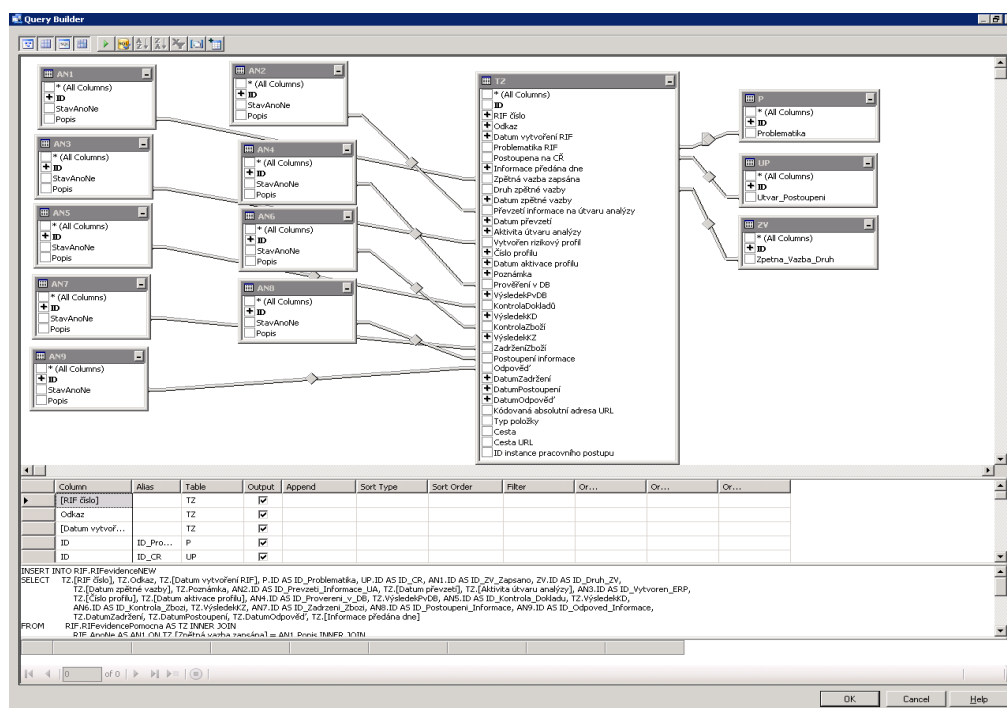 Query Builder
AN1
* (All Columns)
ID
StavAnoNe
Popis
AN2
* (All Columns)
ID
StavAnoNe
Popis
AN3
* (All Columns)
ID
StavAnoNe
Popis
AN4
* (All Columns)
ID
StavAnoNe
Popis
AN5
* (All Columns)
ID
StavAnoNe
Popis
AN6
* (All Columns)
ID
StavAnoNe
Popis
AN7
* (All Columns)
ID
StavAnoNe
Popis
AN8
* (All Columns)
ID
StavAnoNe
Popis
AN9
* (All Columns)
ID
StavAnoNe
Popis
TZ
* (All Columns)
ID
RIF číslo
Odkaz
Datum vytvoření RIF
Problematika RIF
Postoupena na CŘ
Informace předána dne
Zpětná vazba zapsána
Druh zpětné vazby
Datum zpětné vazby
Převzetí informace na útvaru analýzy
Datum převzetí
Aktivita útvaru analýzy
Vytvořen rizikový profil
Číslo profilu
Datum aktivace profilu
Poznámka
Prověření v DB
VýsledekPvDB
KontrolaDokladů
VýsledekKD
KontrolaZboží
VýsledekKZ
ZadrženíZboží
Postoupení informace
Odpověď
DatumZadržení
DatumPostoupení
DatumOdpověď
Kódovaná absolutní adresa URL
Typ položky
Cesta
Cesta URL
ID instance pracovního postupu
P
* (All Columns)
ID
Problematika
UP
* (All Columns)
ID
Utvar_Postoupeni
ZV
* (All Columns)
ID
Zpetna_Vazba_Druh
Column Alias Table Output Append Sort Type Sort Order Filter Or... Or... Or...
[RIF číslo] TZ
Odkaz TZ
[Datum vytvoř... TZ
ID ID_Pro... P
ID ID_CR UP
INSERT INTO RIF.RIFevidenceNEW
SELECT TZ.[RIF číslo], TZ.Odkaz, TZ.[Datum vytvoření RIF], P.ID AS ID_Problematika, UP.ID AS ID_CR, AN1.ID AS ID_ZV_Zapsano, ZV.ID AS ID_Druh_ZV,
TZ.[Datum zpětné vazby], TZ.Poznámka, AN2.ID AS ID_Prevzeti_Informace_UA, TZ.[Datum převzetí], TZ.[Aktivita útvaru analýzy], AN3.ID AS ID_Vytvoren_ERP,
TZ.[Číslo profilu], TZ.[Datum aktivace profilu], AN4.ID AS ID_Provereni_v_DB, TZ.VýsledekPvDB, AN5.ID AS ID_Kontrola_Dokladu, TZ.VýsledekKD,
AN6.ID AS ID_Kontrola_Zbozi, TZ.VýsledekKZ, AN7.ID AS ID_Zadrzeni_Zbozi, AN8.ID AS ID_Postoupeni_Informace, AN9.ID AS ID_Odpoved_Informace,
TZ.DatumZadržení, TZ.DatumPostoupení, TZ.DatumOdpověď, TZ.[Informace předána dne]
FROM RIF.RIFevidencePomocna AS TZ INNER JOIN
RIF.AnoNe AS AN1 ON TZ.[Zpětná vazba zapsána] = AN1.Popis INNER JOIN
0 of 0
OK Cancel Help